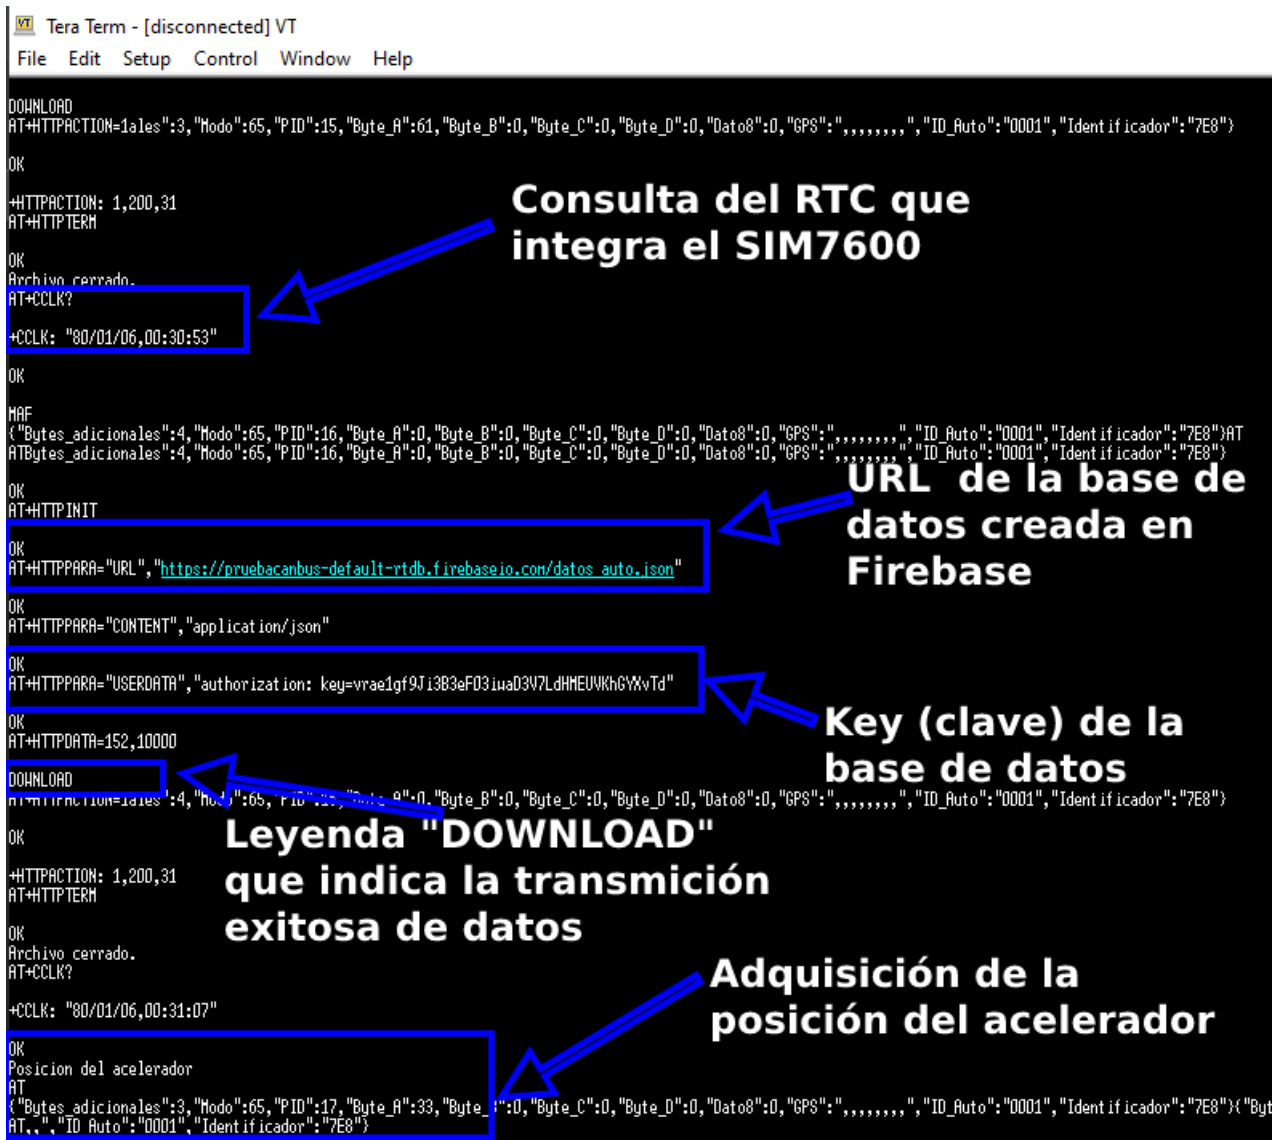 Tera Term - [disconnected] VT
File Edit Setup Control Window Help
DOWNLOAD
AT+HTTPACTION=1ales":3,"Modo":65,"PID":15,"Byte_A":61,"Byte_B":0,"Byte_C":0,"Byte_D":0,"Dato8":0,"GPS":",,,,,,,,","ID_Auto":"0001","Identificador":"7E8"}
OK
+HTTPACTION: 1,200,31
AT+HTTPTERM
Consulta del RTC que
integra el SIM7600
OK
Archivo cerrado.
AT+CCLK?
+CCLK: "80/01/06,00:30:53"
OK
MAF
{"Bytes_adicionales":4,"Modo":65,"PID":16,"Byte_A":0,"Byte_B":0,"Byte_C":0,"Byte_D":0,"Dato8":0,"GPS":",,,,,,,,","ID_Auto":"0001","Identificador":"7E8"}AT
ATBytes_adicionales":4,"Modo":65,"PID":16,"Byte_A":0,"Byte_B":0,"Byte_C":0,"Byte_D":0,"Dato8":0,"GPS":",,,,,,,,","ID_Auto":"0001","Identificador":"7E8"}
OK
AT+HTTPINIT
URL de la base de
datos creada en
Firebase
OK
AT+HTTPPARA="URL","https://pruebacanbus-default-rtdb.firebaseio.com/datos_auto.json"
OK
AT+HTTPPARA="CONTENT","application/json"
OK
AT+HTTPPARA="USERDATA","authorization: key=vrae1gf9Ji3B3eFO3iwaD3V7LdHMEUVKhGYXvTd"
Key (clave) de la
base de datos
OK
AT+HTTPDATA=152,10000
DOWNLOAD
AT+HTTPACTION=1ales":4,"Modo":65,"PID":16,"Byte_A":0,"Byte_B":0,"Byte_C":0,"Byte_D":0,"Dato8":0,"GPS":",,,,,,,,","ID_Auto":"0001","Identificador":"7E8"}
OK
Leyenda "DOWNLOAD"
que indica la transmición
exitosa de datos
+HTTPACTION: 1,200,31
AT+HTTPTERM
OK
Archivo cerrado.
AT+CCLK?
+CCLK: "80/01/06,00:31:07"
Adquisición de la
posición del acelerador
OK
Posicion del acelerador
AT
{"Bytes_adicionales":3,"Modo":65,"PID":17,"Byte_A":33,"Byte_B":0,"Byte_C":0,"Byte_D":0,"Dato8":0,"GPS":",,,,,,,,","ID_Auto":"0001","Identificador":"7E8"}{"Byt
AT,,","ID_Auto":"0001","Identificador":"7E8"}